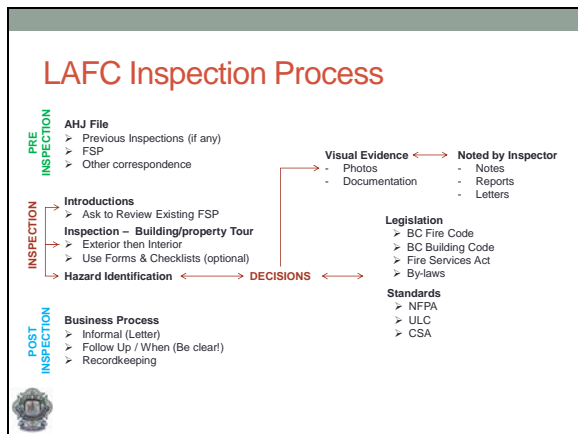 LAFC Inspection Process
PRE
INSPECTION
AHJ File
➢ Previous Inspections (if any)
➢ FSP
➢ Other correspondence
Visual Evidence
- Photos
- Documentation
Noted by Inspector
- Notes
- Reports
- Letters
INSPECTION
Introductions
➢ Ask to Review Existing FSP
Inspection – Building/property Tour
➢ Exterior then Interior
➢ Use Forms & Checklists (optional)
Hazard Identification
DECISIONS
Legislation
➢ BC Fire Code
➢ BC Building Code
➢ Fire Services Act
➢ By-laws
Standards
➢ NFPA
➢ ULC
➢ CSA
POST
INSPECTION
Business Process
➢ Informal (Letter)
➢ Follow Up / When (Be clear!)
➢ Recordkeeping